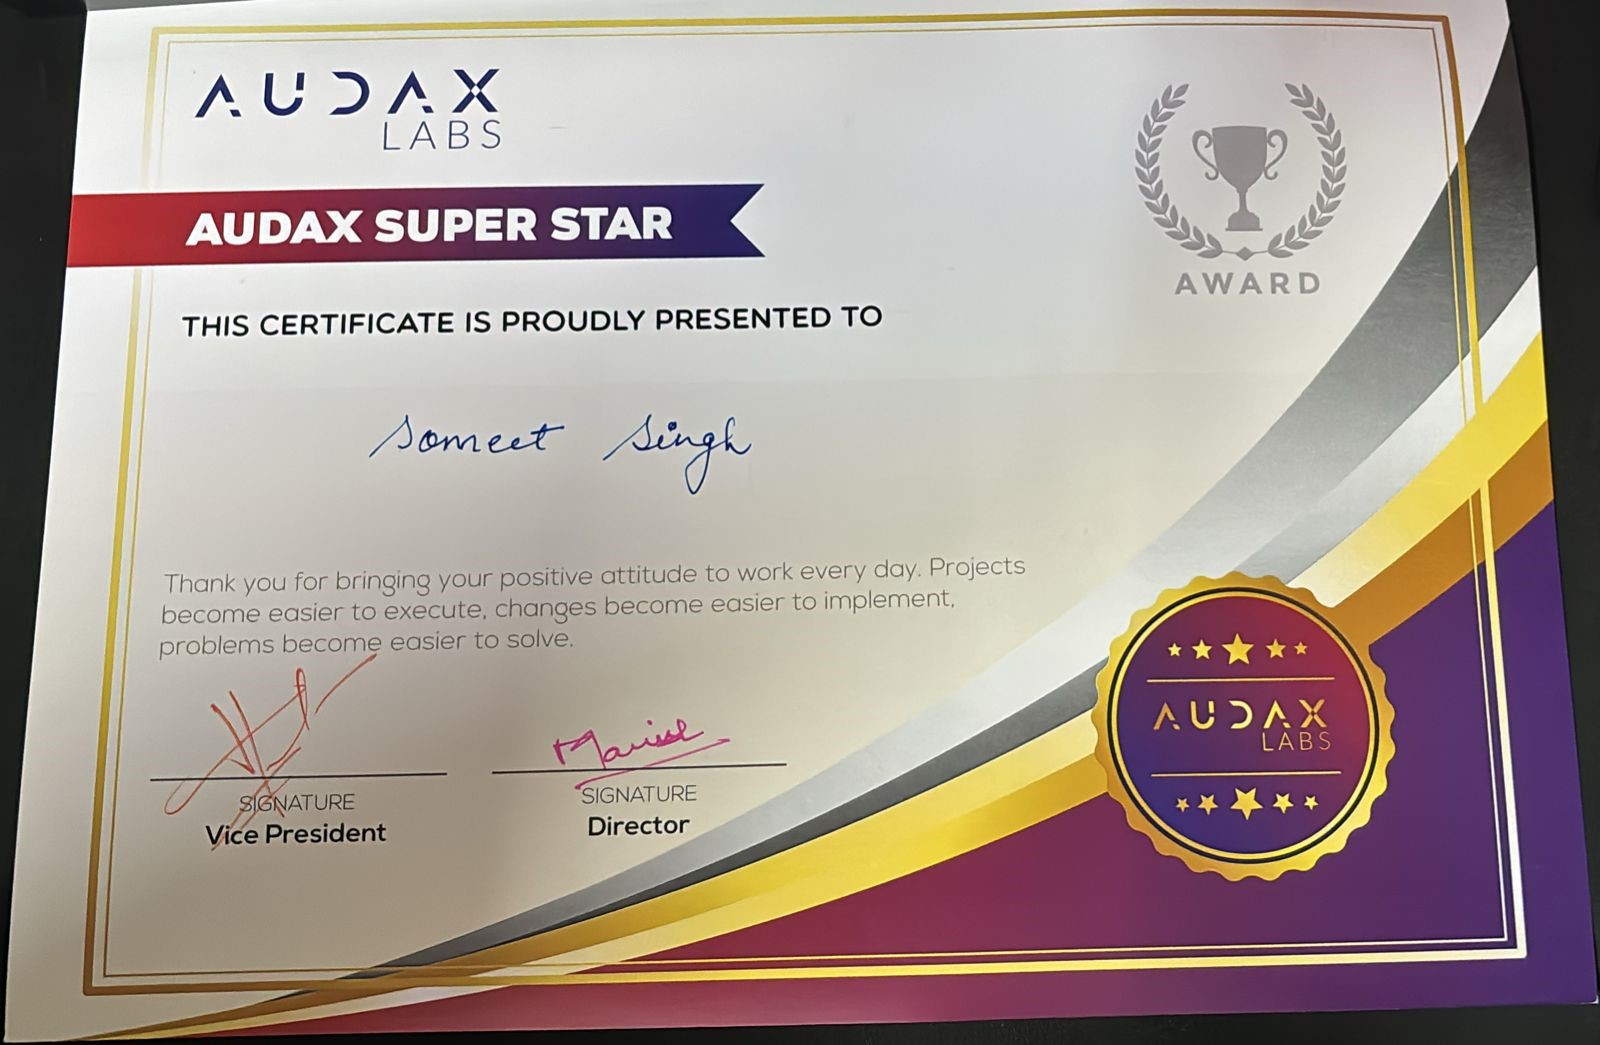 AUDAX
LABS
AUDAX SUPER STAR
AWARD
THIS CERTIFICATE IS PROUDLY PRESENTED TO
Someet Singh
Thank you for bringing your positive attitude to work every day. Projects
become easier to execute, changes become easier to implement,
problems become easier to solve.
SIGNATURE
Vice President
SIGNATURE
Director
AUDAX
LABS